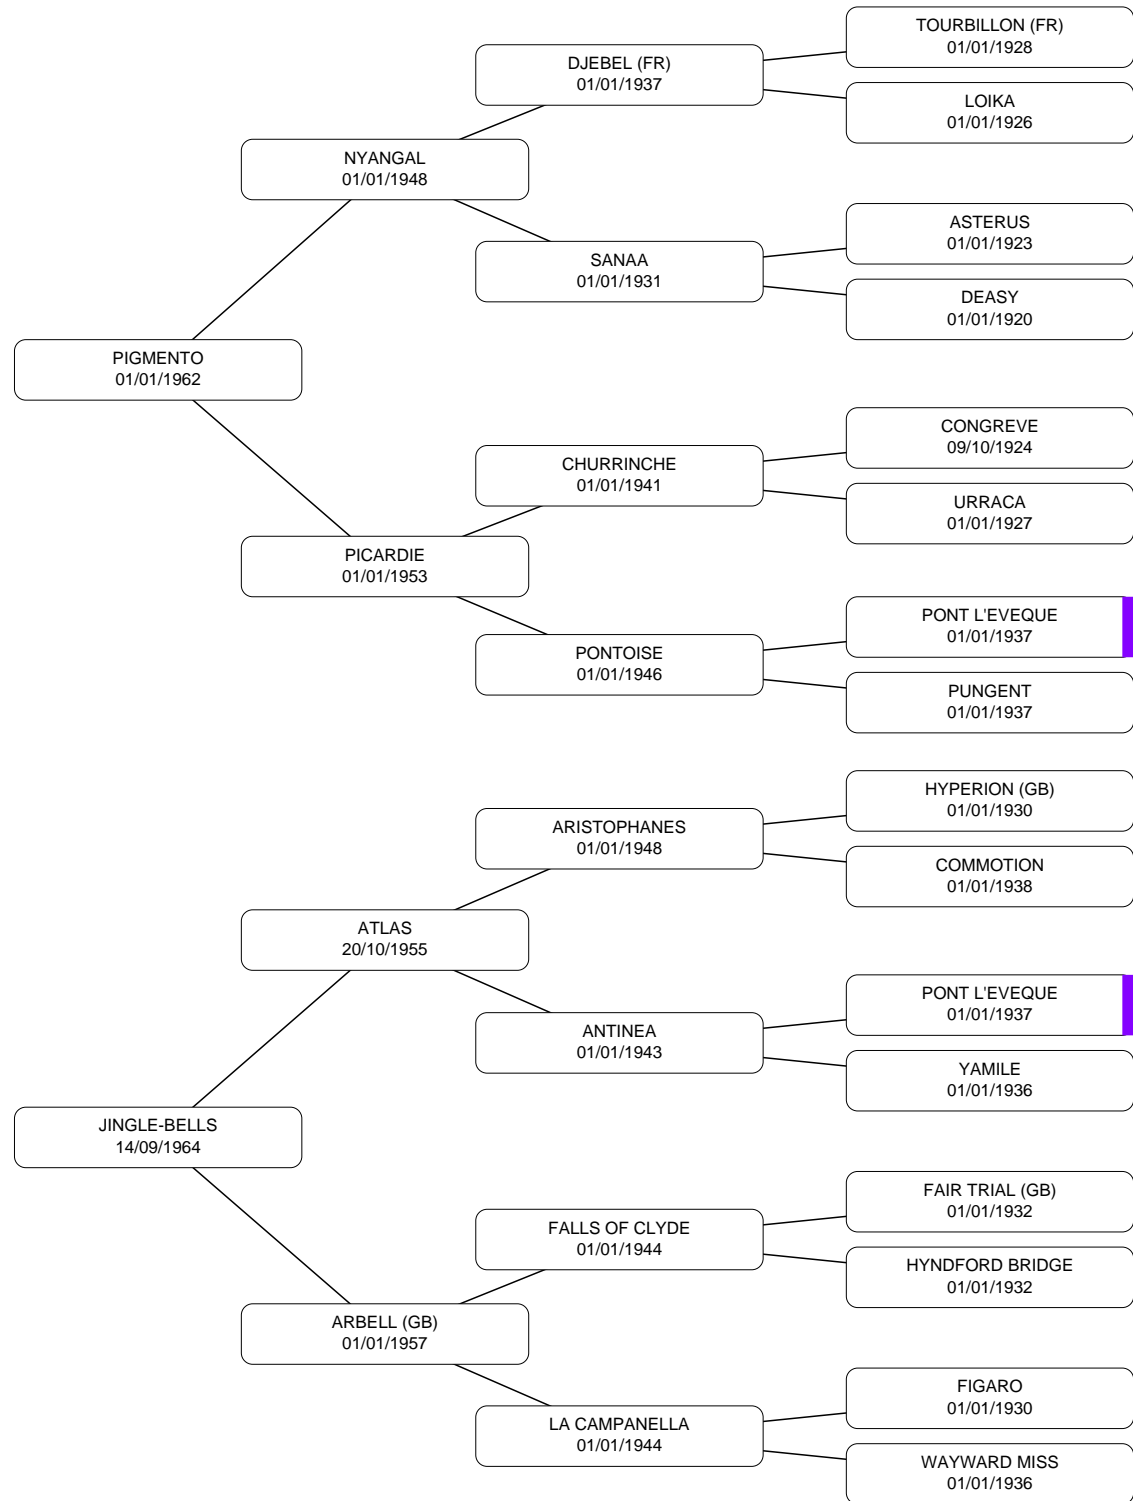 TOURBILLON (FR)
01/01/1928
DJEBEL (FR)
01/01/1937
LOIKA
01/01/1926
NYANGAL
01/01/1948
ASTERUS
01/01/1923
SANAA
01/01/1931
DEASY
01/01/1920
PIGMENTO
01/01/1962
CONGREVE
09/10/1924
CHURRINCHE
01/01/1941
URRACA
01/01/1927
PICARDIE
01/01/1953
PONT L'EVEQUE
01/01/1937
PONTOISE
01/01/1946
PUNGENT
01/01/1937
HYPERION (GB)
01/01/1930
ARISTOPHANES
01/01/1948
COMMOTION
01/01/1938
ATLAS
20/10/1955
PONT L'EVEQUE
01/01/1937
ANTINEA
01/01/1943
YAMILE
01/01/1936
JINGLE-BELLS
14/09/1964
FAIR TRIAL (GB)
01/01/1932
FALLS OF CLYDE
01/01/1944
HYNDFORD BRIDGE
01/01/1932
ARBELL (GB)
01/01/1957
FIGARO
01/01/1930
LA CAMPANELLA
01/01/1944
WAYWARD MISS
01/01/1936